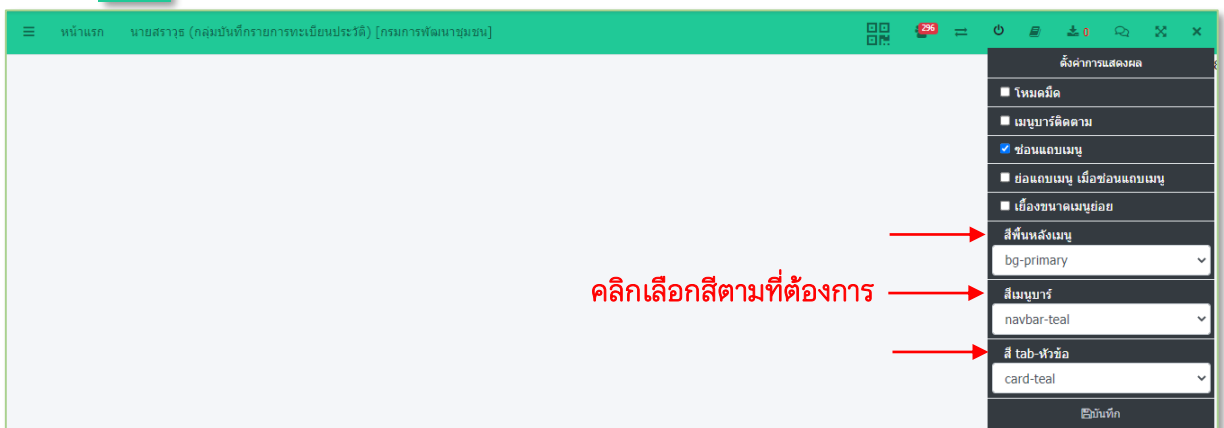 หน้าแรก นายสราวุธ (กลุ่มบันทึกรายการทะเบียนประวัติ) [กรมการพัฒนาชุมชน] 296 0
ตั้งค่าการแสดงผล
โหมดมืด
เมนูบาร์ติดตาม
ซ่อนแถบเมนู
ย่อแถบเมนู เมื่อซ่อนแถบเมนู
เยื้องขนาดเมนูย่อย
สีพื้นหลังเมนู
bg-primary
คลิกเลือกสีตามที่ต้องการ
สีเมนูบาร์
navbar-teal
สี tab-หัวข้อ
card-teal
บันทึก